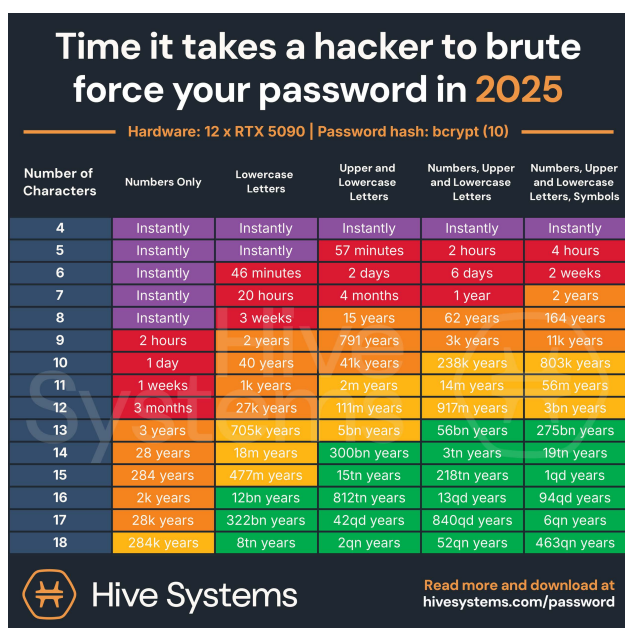 Time it takes a hacker to brute
force your password in 2025
Hardware: 12 x RTX 5090 | Password hash: bcrypt (10)
Number of Characters | Numbers Only | Lowercase Letters | Upper and Lowercase Letters | Numbers, Upper and Lowercase Letters | Numbers, Upper and Lowercase Letters, Symbols
4 Instantly Instantly Instantly Instantly Instantly
5 Instantly Instantly 57 minutes 2 hours 4 hours
6 Instantly 46 minutes 2 days 6 days 2 weeks
7 Instantly 20 hours 4 months 1 year 2 years
8 Instantly 3 weeks 15 years 62 years 164 years
9 2 hours 2 years 791 years 3k years 11k years
10 1 day 40 years 41k years 238k years 803k years
11 1 weeks 1k years 2m years 14m years 56m years
12 3 months 27k years 111m years 917m years 3bn years
13 3 years 705k years 5bn years 56bn years 275bn years
14 28 years 18m years 300bn years 3tn years 19tn years
15 284 years 477m years 15tn years 218tn years 1qd years
16 2k years 12bn years 812tn years 13qd years 94qd years
17 28k years 322bn years 42qd years 840qd years 6qn years
18 284k years 8tn years 2qn years 52qn years 463qn years
Hive
Systems
Hive Systems
Read more and download at
hivesystems.com/password